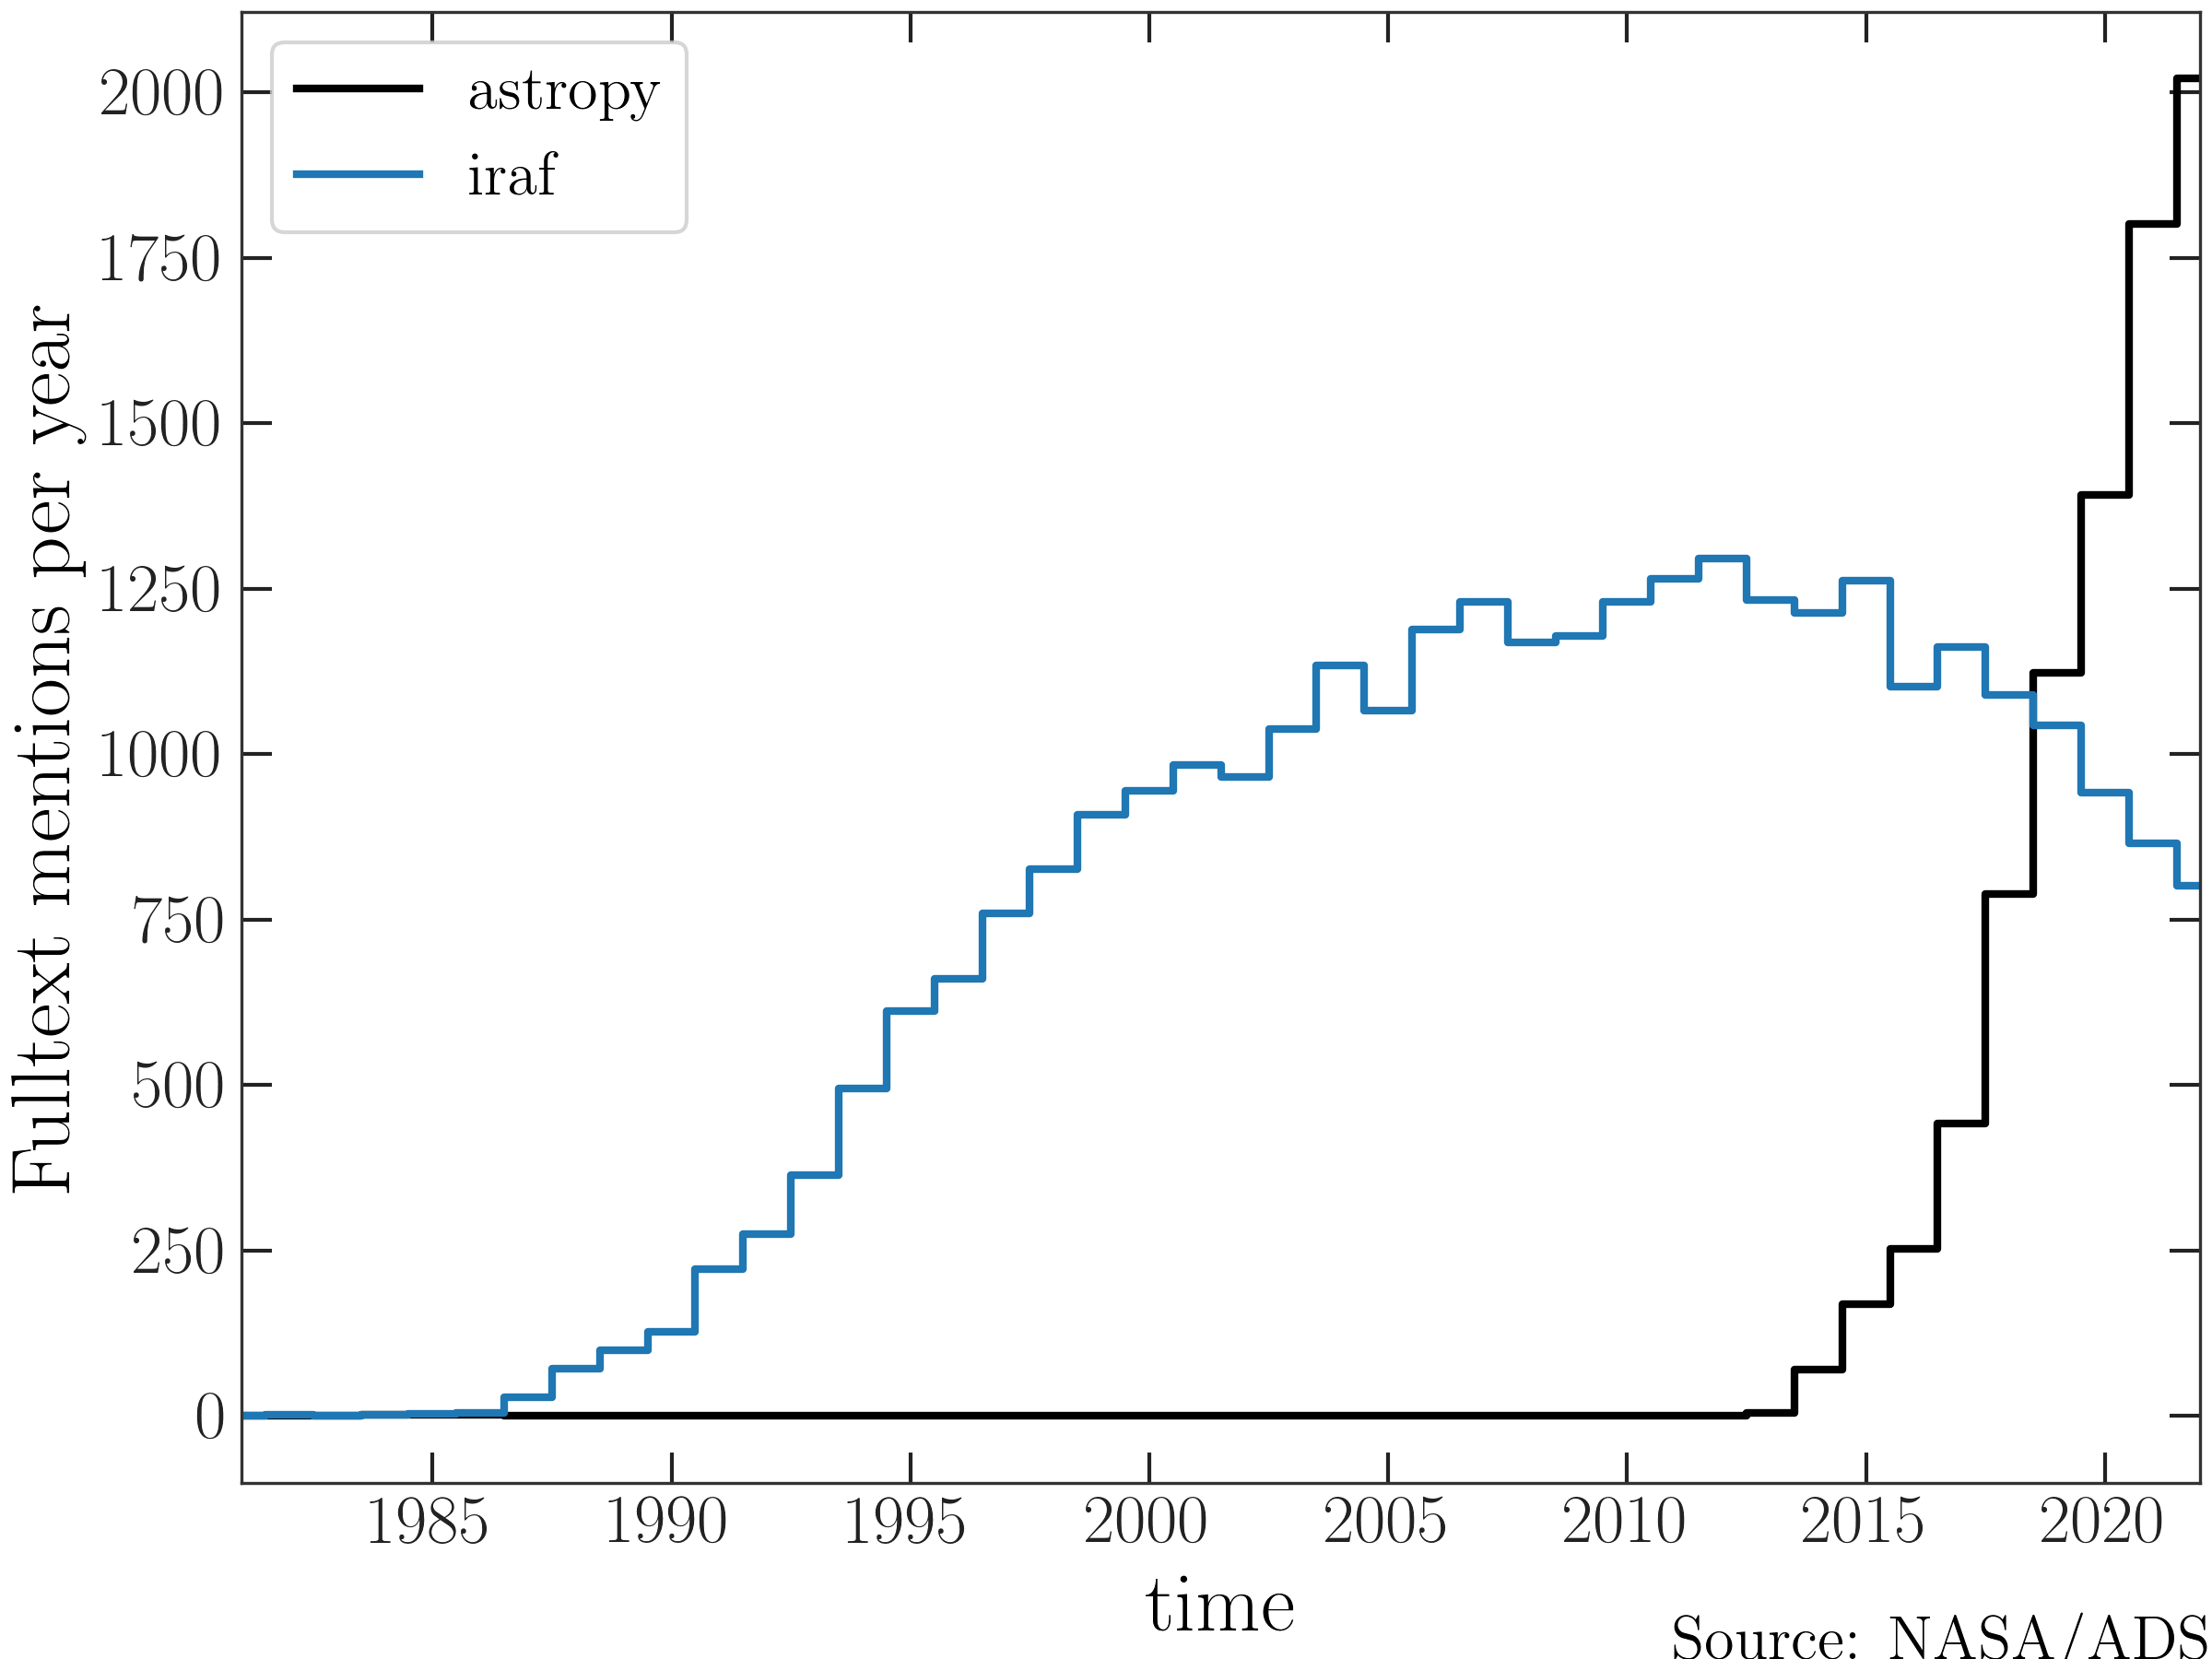 Fulltext mentions per year
2000
1750
1500
1250
1000
750
500
250
0
astropy
iraf
1985 1990 1995 2000 2005 2010 2015 2020
time
Source: NASA/ADS